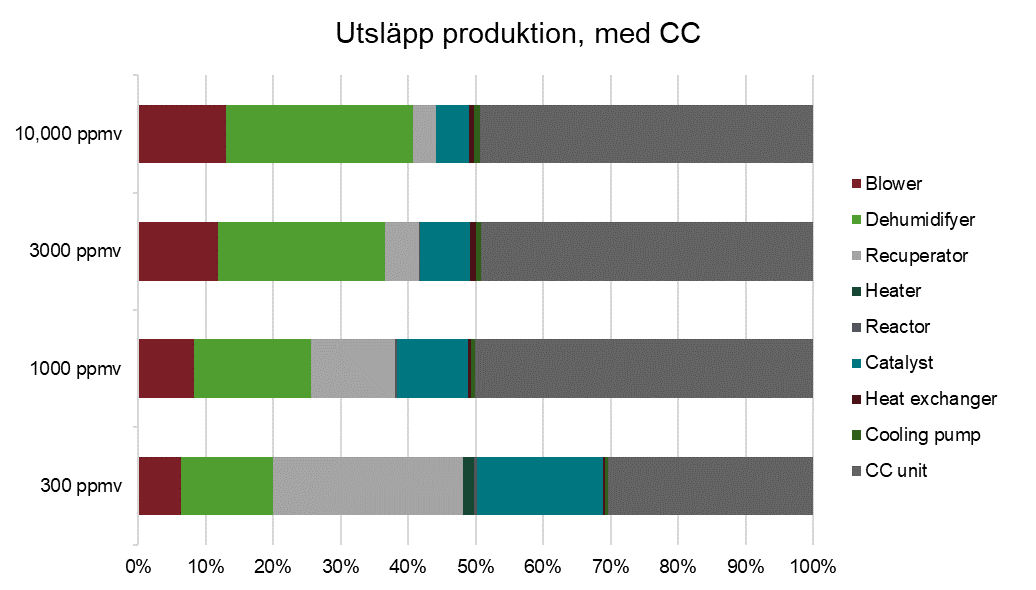 Utsläpp produktion, med CC
10,000 ppmv
3000 ppmv
1000 ppmv
300 ppmv
0% 10% 20% 30% 40% 50% 60% 70% 80% 90% 100%
Blower
Dehumidifyer
Recuperator
Heater
Reactor
Catalyst
Heat exchanger
Cooling pump
CC unit